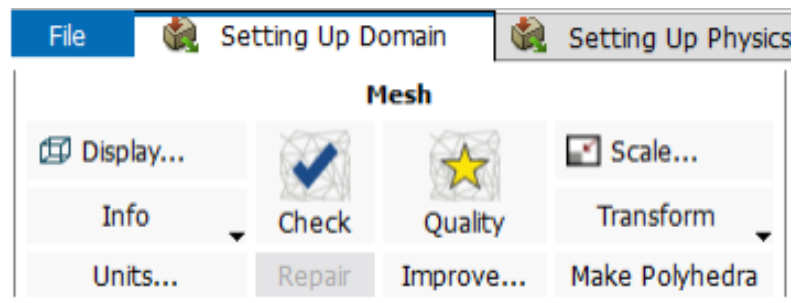 File Setting Up Domain Setting Up Physics
Mesh
Display... Scale...
Info Check Quality Transform
Units... Repair Improve... Make Polyhedra